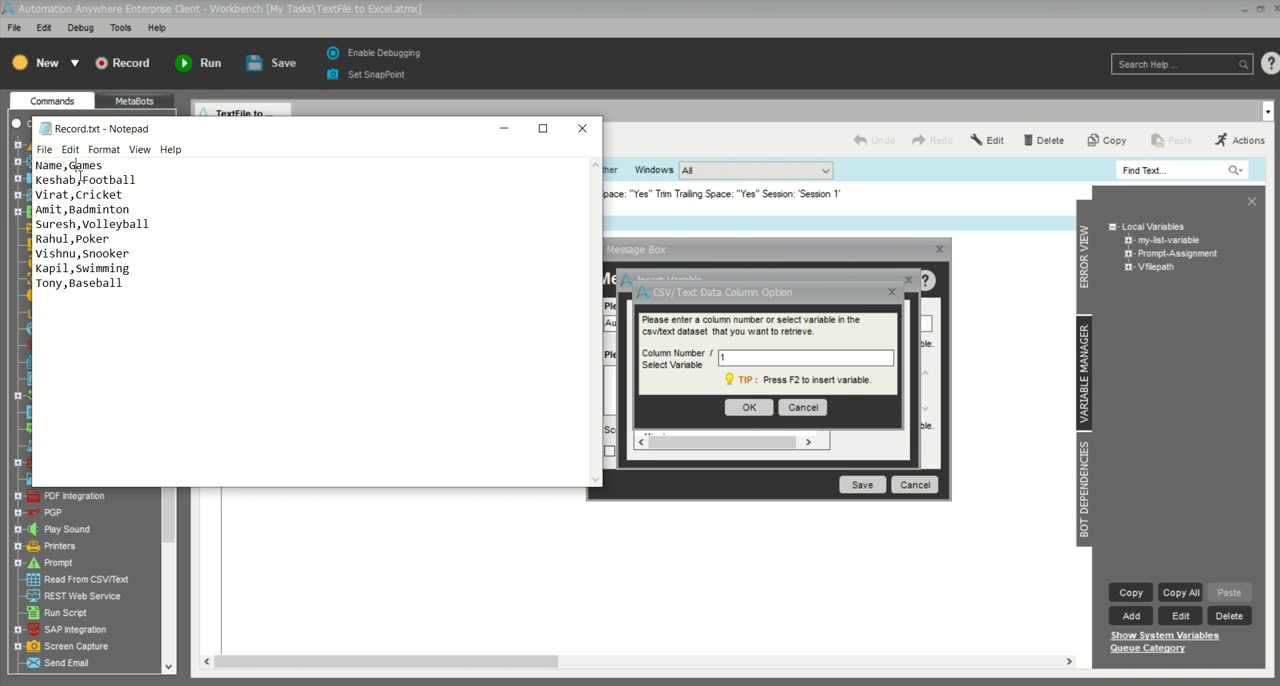 Automation Anywhere Enterprise Client - Workbench [My Tasks\TextFile to Excel.atmx]
File Edit Debug Tools Help
New Record Run Save Enable Debugging
Set SnapPoint
Search Help ...
Commands MetaBots
TextFile to ...
Record.txt - Notepad
File Edit Format View Help
Name,Games
Keshab,Football
Virat,Cricket
Amit,Badminton
Suresh,Volleyball
Rahul,Poker
Vishnu,Snooker
Kapil,Swimming
Tony,Baseball
Undo Redo Edit Delete Copy Paste Actions
Windows All Find Text...
Trim Trailing Space: "Yes" Session: 'Session 1'
Message Box
Insert Variable
CSV/Text Data Column Option
Please enter a column number or select variable in the
csv/text dataset that you want to retrieve.
Column Number /
Select Variable
1
TIP : Press F2 to insert variable.
OK Cancel
Save Cancel
ERROR VIEW
VARIABLE MANAGER
BOT DEPENDENCIES
Local Variables
my-list-variable
Prompt-Assignment
Vfilepath
Copy Copy All Paste
Add Edit Delete
Show System Variables
Queue Category
PDF Integration
PGP
Play Sound
Printers
Prompt
Read From CSV/Text
REST Web Service
Run Script
SAP Integration
Screen Capture
Send Email